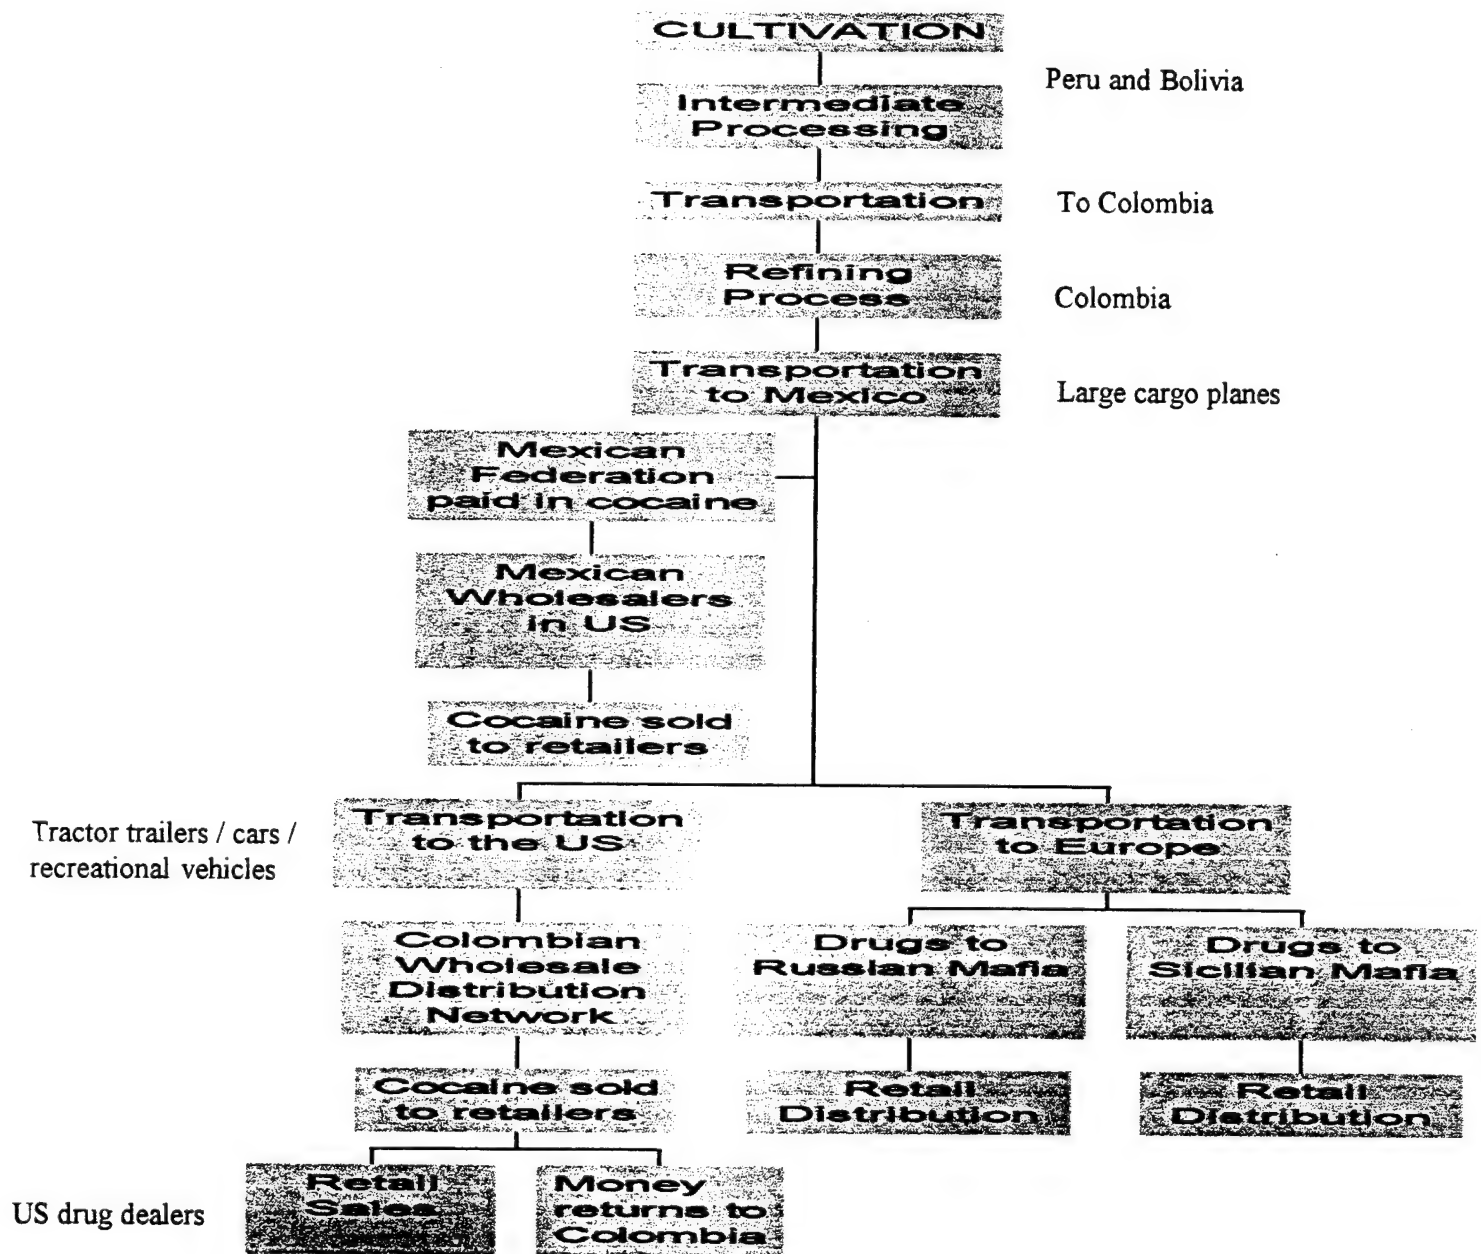 CULTIVATION
Peru and Bolivia
Intermediate
Processing
Transportation
To Colombia
Refining
Process
Colombia
Transportation
to Mexico
Large cargo planes
Mexican
Federation
paid in cocaine
Mexican
Wholesalers
in US
Cocaine sold
to retailers
Tractor trailers / cars /
recreational vehicles
Transportation
to the US
Transportation
to Europe
Colombian
Wholesale
Distribution
Network
Drugs to
Russian Mafia
Drugs to
Sicilian Mafia
Cocaine sold
to retailers
Retail
Distribution
Retail
Distribution
US drug dealers
Retail
Sales
Money
returns to
Colombia